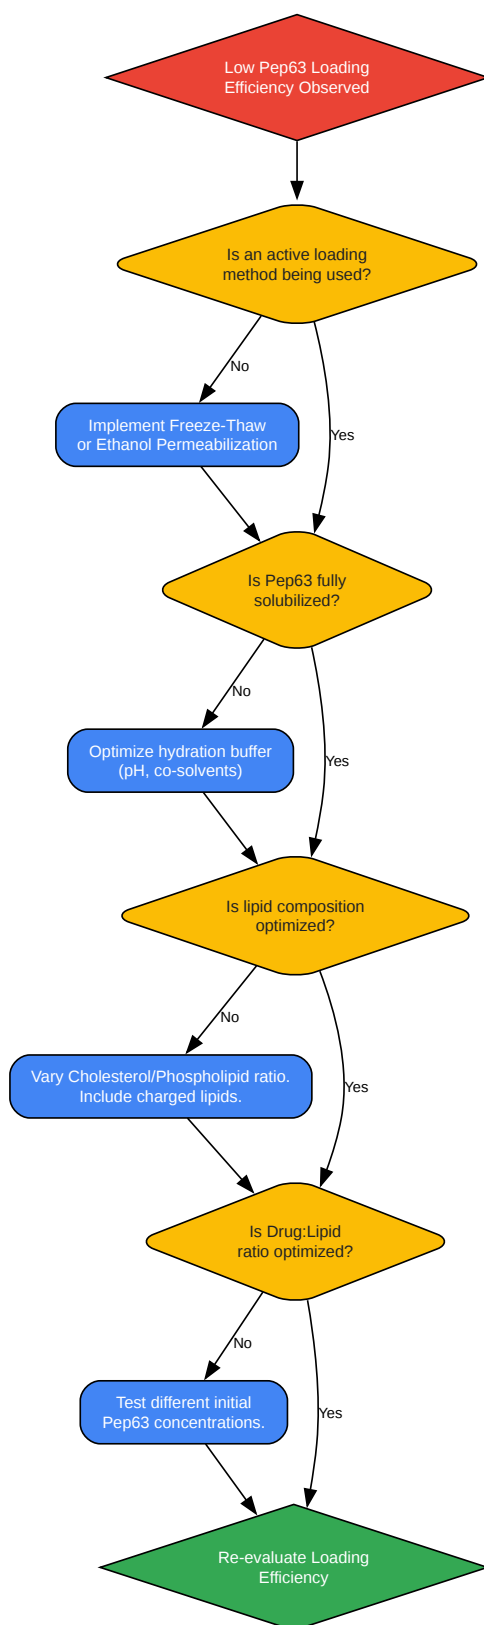 Low Pep63 Loading
Efficiency Observed
Is an active loading
method being used?
No
Yes
Implement Freeze-Thaw
or Ethanol Permeabilization
Is Pep63 fully
solubilized?
No
Yes
Optimize hydration buffer
(pH, co-solvents)
Is lipid composition
optimized?
No
Yes
Vary Cholesterol/Phospholipid ratio.
Include charged lipids.
Is Drug:Lipid
ratio optimized?
No
Yes
Test different initial
Pep63 concentrations.
Re-evaluate Loading
Efficiency